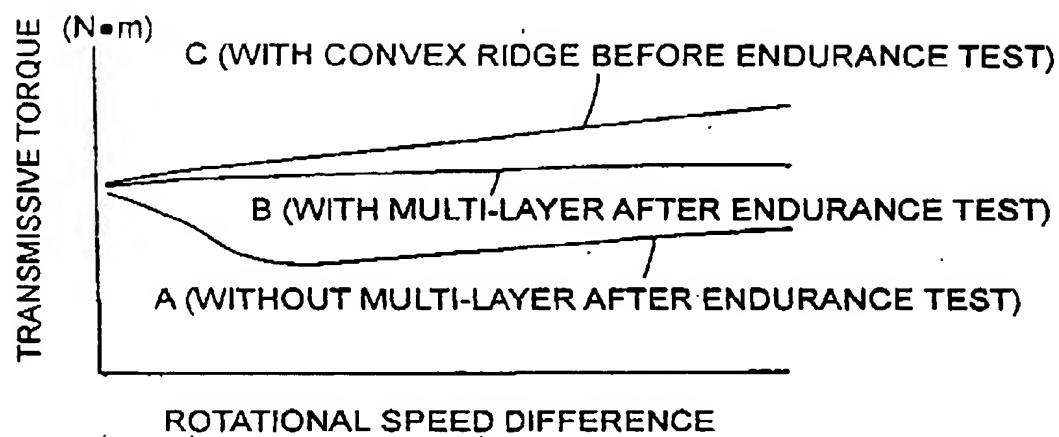 (N•m)
TRANSMISSIVE TORQUE
C (WITH CONVEX RIDGE BEFORE ENDURANCE TEST)
B (WITH MULTI-LAYER AFTER ENDURANCE TEST)
A (WITHOUT MULTI-LAYER AFTER ENDURANCE TEST)
ROTATIONAL SPEED DIFFERENCE